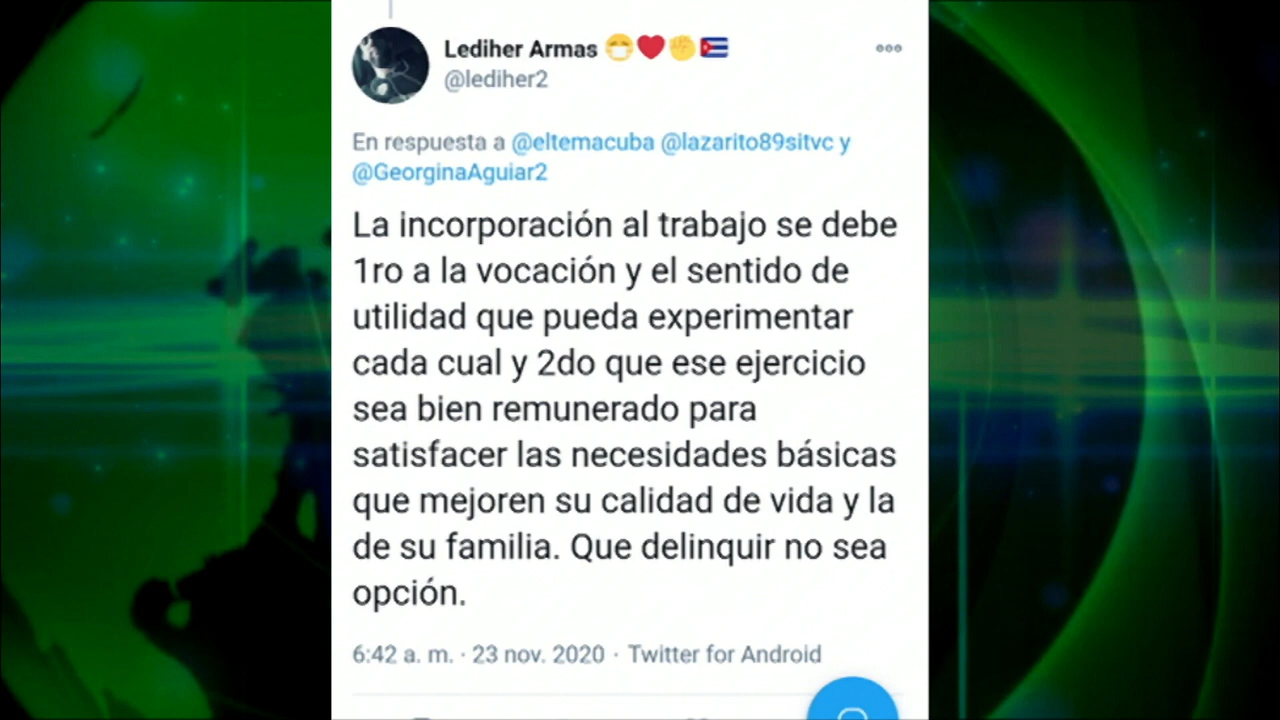 Lediher Armas 😷❤️✊🇨🇺
@lediher2
En respuesta a @eltemacuba @lazarito89sitvc y
@GeorginaAguiar2
La incorporación al trabajo se debe
1ro a la vocación y el sentido de
utilidad que pueda experimentar
cada cual y 2do que ese ejercicio
sea bien remunerado para
satisfacer las necesidades básicas
que mejoren su calidad de vida y la
de su familia. Que delinquir no sea
opción.
6:42 a. m. · 23 nov. 2020 · Twitter for Android